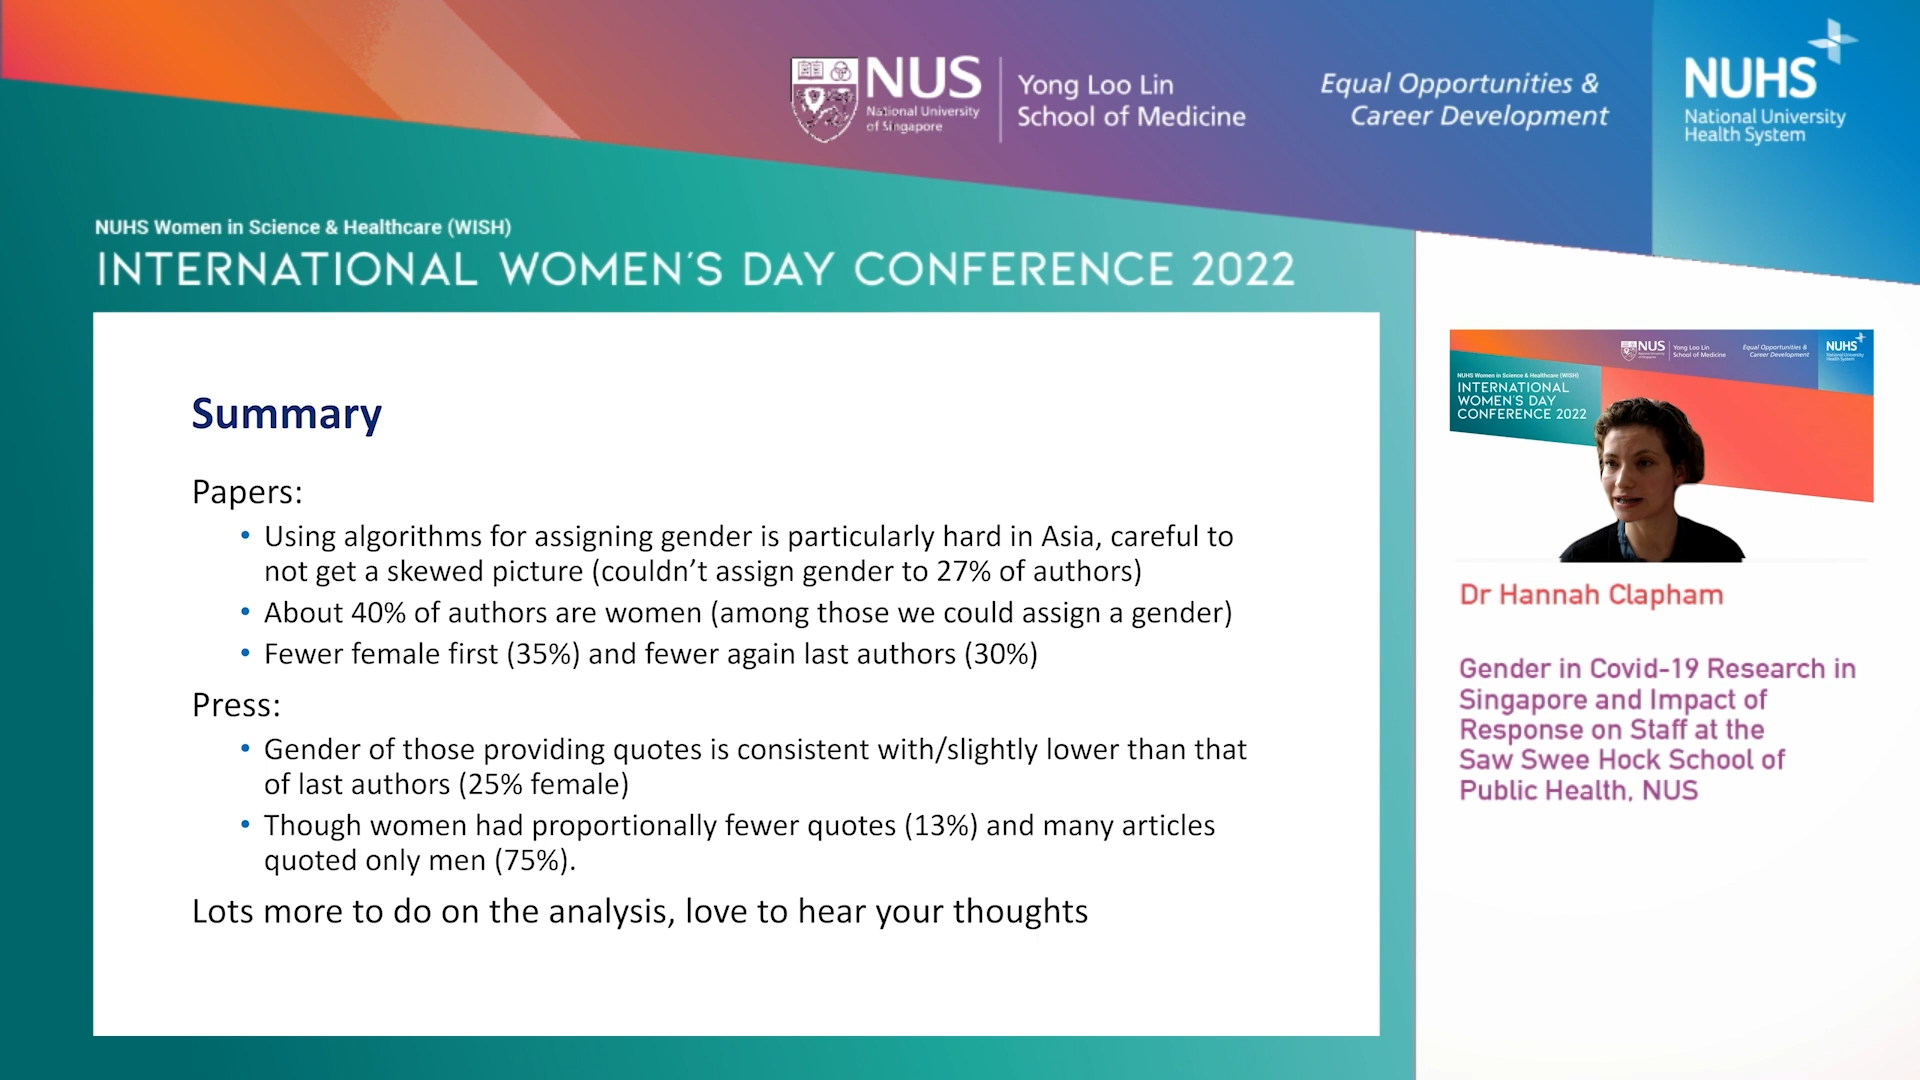 NUS
National University
of Singapore
Yong Loo Lin
School of Medicine
Equal Opportunities &
Career Development
NUHS
National University
Health System
NUHS Women in Science & Healthcare (WISH)
INTERNATIONAL WOMEN'S DAY CONFERENCE 2022
Summary
Papers:
• Using algorithms for assigning gender is particularly hard in Asia, careful to
not get a skewed picture (couldn't assign gender to 27% of authors)
• About 40% of authors are women (among those we could assign a gender)
• Fewer female first (35%) and fewer again last authors (30%)
Press:
• Gender of those providing quotes is consistent with/slightly lower than that
of last authors (25% female)
• Though women had proportionally fewer quotes (13%) and many articles
quoted only men (75%).
Lots more to do on the analysis, love to hear your thoughts
NUS
Yong Loo Lin
School of Medicine
Equal Opportunities &
Career Development
NUHS
National University
Health System
NUHS Women in Science & Healthcare (WISH)
INTERNATIONAL
WOMEN'S DAY
CONFERENCE 2022
Dr Hannah Clapham
Gender in Covid-19 Research in
Singapore and Impact of
Response on Staff at the
Saw Swee Hock School of
Public Health, NUS